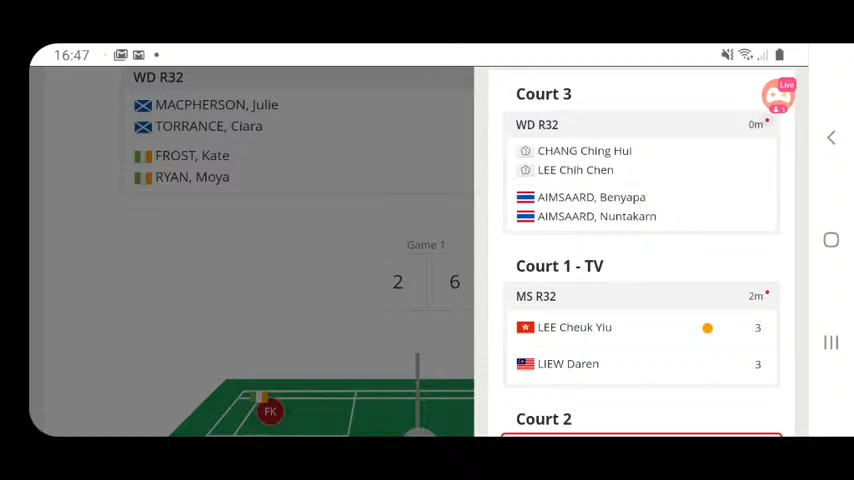 16:47
WD R32
MACPHERSON, Julie
TORRANCE, Ciara
FROST, Kate
RYAN, Moya
Game 1
2 6
FK
Court 3
WD R32 0m
CHANG Ching Hui
LEE Chih Chen
AIMSAARD, Benyapa
AIMSAARD, Nuntakarn
Court 1 - TV
MS R32 2m
LEE Cheuk Yiu 3
LIEW Daren 3
Court 2
Live
1